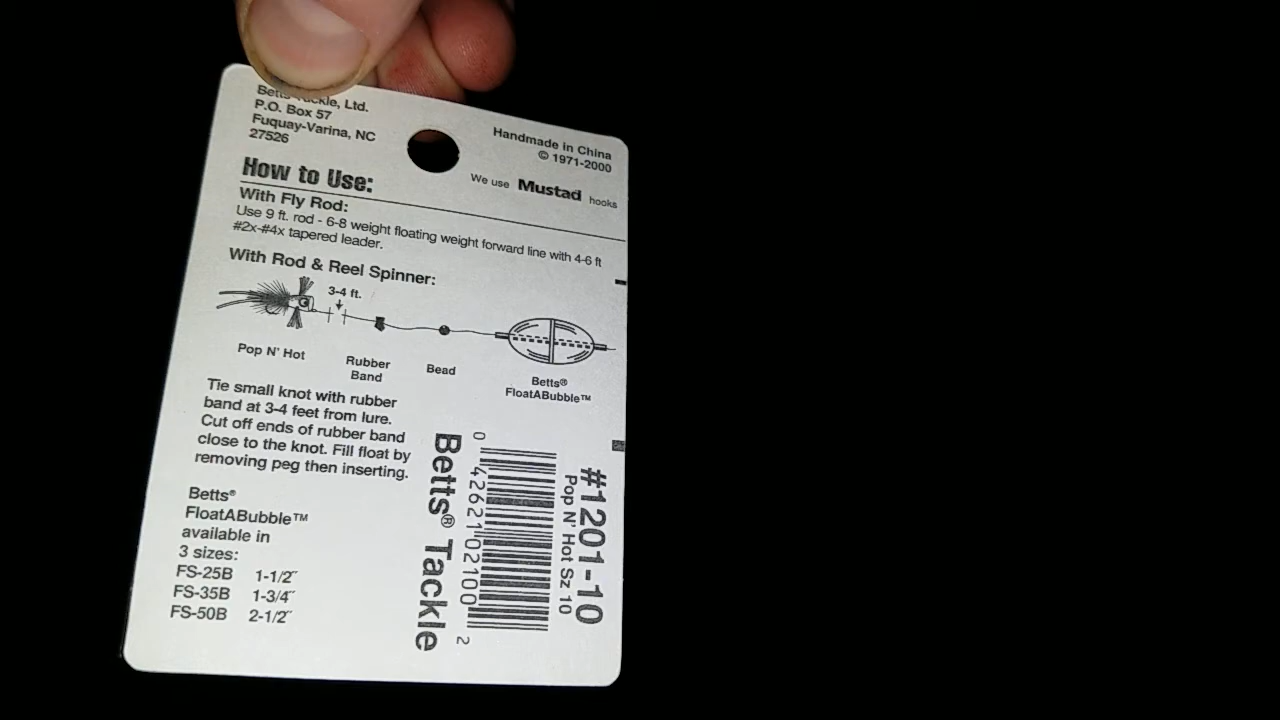 Betts Tackle, Ltd.
P.O. Box 57
Fuquay-Varina, NC
27526
Handmade in China
© 1971-2000
We use Mustad hooks
How to Use:
With Fly Rod:
Use 9 ft. rod - 6-8 weight floating weight forward line with 4-6 ft
#2x-#4x tapered leader.
With Rod & Reel Spinner:
3-4 ft.
Pop N' Hot
Rubber
Band
Bead
Betts®
FloatABubble™
Tie small knot with rubber
band at 3-4 feet from lure.
Cut off ends of rubber band
close to the knot. Fill float by
removing peg then inserting.
Betts®
FloatABubble™
available in
3 sizes:
FS-25B 1-1/2"
FS-35B 1-3/4"
FS-50B 2-1/2"
#1201-10
Pop N' Hot Sz 10
0 42621 02100 2
Betts® Tackle